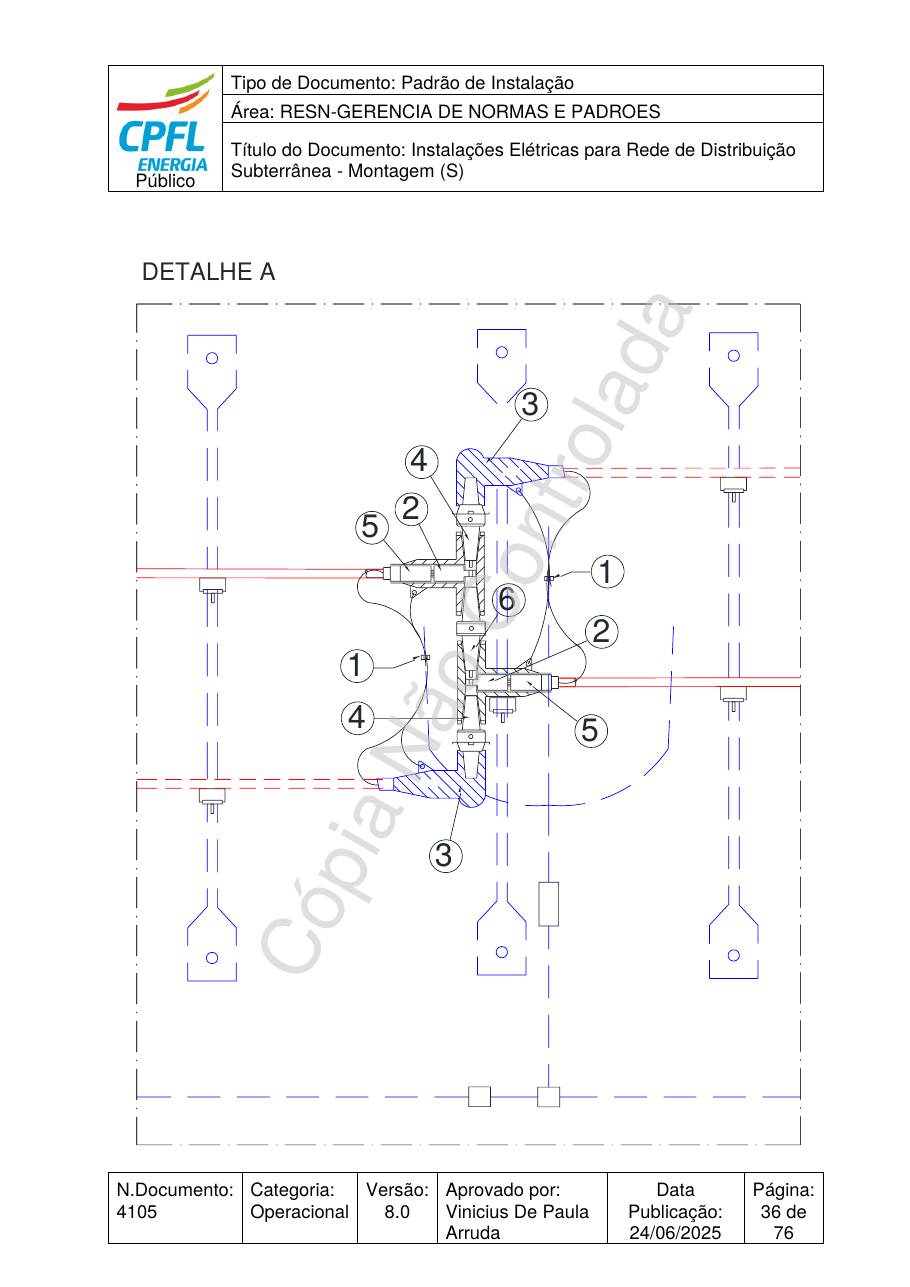 CPFL
ENERGIA
Público
Tipo de Documento: Padrão de Instalação
Área: RESN-GERENCIA DE NORMAS E PADROES
Título do Documento: Instalações Elétricas para Rede de Distribuição
Subterrânea - Montagem (S)
DETALHE A
3
4
2
5
1
6
2
1
4
5
3
Cópia Não Controlada
N.Documento:
4105
Categoria:
Operacional
Versão:
8.0
Aprovado por:
Vinicius De Paula
Arruda
Data
Publicação:
24/06/2025
Página:
36 de
76